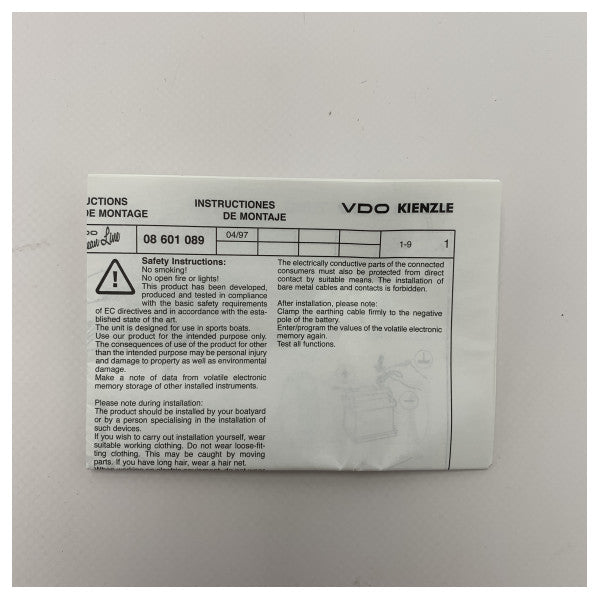 UCTIONS
DE MONTAGE
INSTRUCTIONES
DE MONTAJE
VDO KIENZLE
DO
ean Line
08 601 089
04/97
1-9
1
Safety Instructions:
No smoking!
No open fire or lights!
This product has been developed,
produced and tested in compliance
with the basic safety requirements
of EC directives and in accordance with the esta-
blished state of the art.
The unit is designed for use in sports boats.
Use our product for the intended purpose only.
The consequences of use of the product for other
than the intended purpose may be personal injury
and damage to property as well as environmental
damage.
Make a note of data from volatile electronic
memory storage of other installed instruments.
Please note during installation:
The product should be installed by your boatyard
or by a person specialising in the installation of
such devices.
If you wish to carry out installation yourself, wear
suitable working clothing. Do not wear loose-fit-
ting clothing. This may be caught by moving
parts. If you have long hair, wear a hair net.
When working on electric equipment, do not wear
The electrically conductive parts of the connected
consumers must also be protected from direct
contact by suitable means. The installation of
bare metal cables and contacts is forbidden.
After installation, please note:
Clamp the earthing cable firmly to the negative
pole of the battery.
Enter/program the values of the volatile electronic
memory again.
Test all functions.